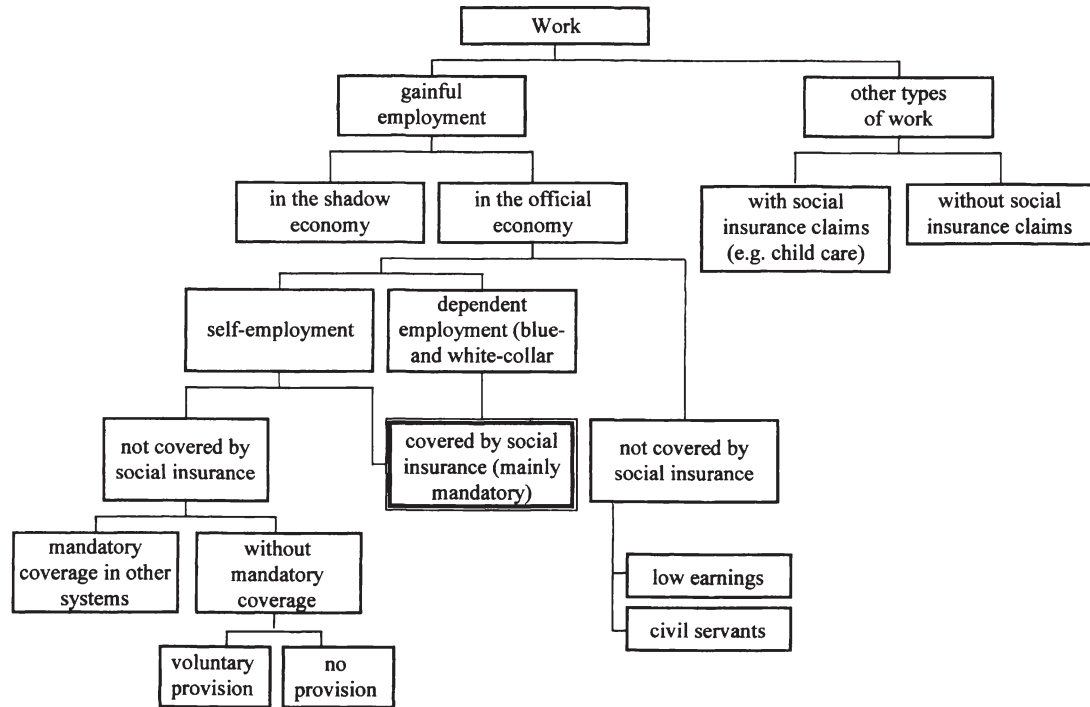 Work
gainful
employment
other types
of work
in the shadow
economy
in the official
economy
with social
insurance claims
(e.g. child care)
without social
insurance claims
self-employment
dependent
employment (blue-
and white-collar
not covered by
social insurance
covered by social
insurance (mainly
mandatory)
not covered by
social insurance
mandatory
coverage in other
systems
without
mandatory
coverage
low earnings
civil servants
voluntary
provision
no
provision